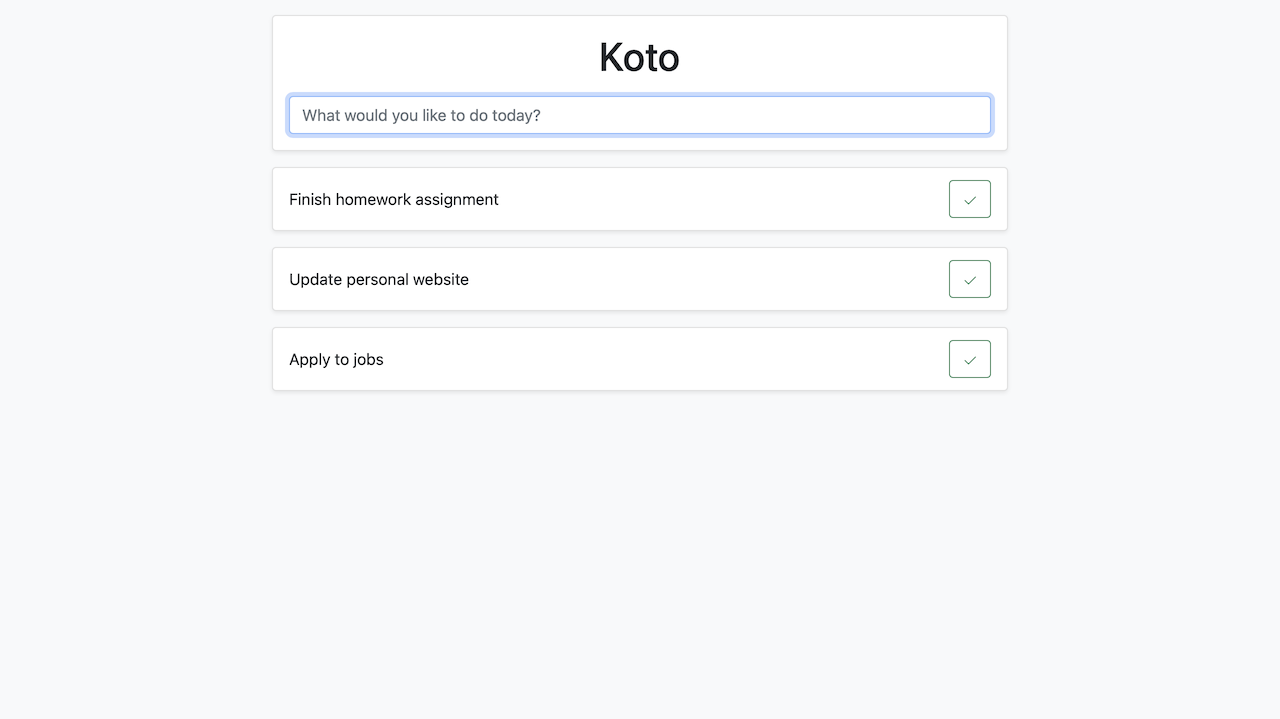 Koto
What would you like to do today?
Finish homework assignment
Update personal website
Apply to jobs